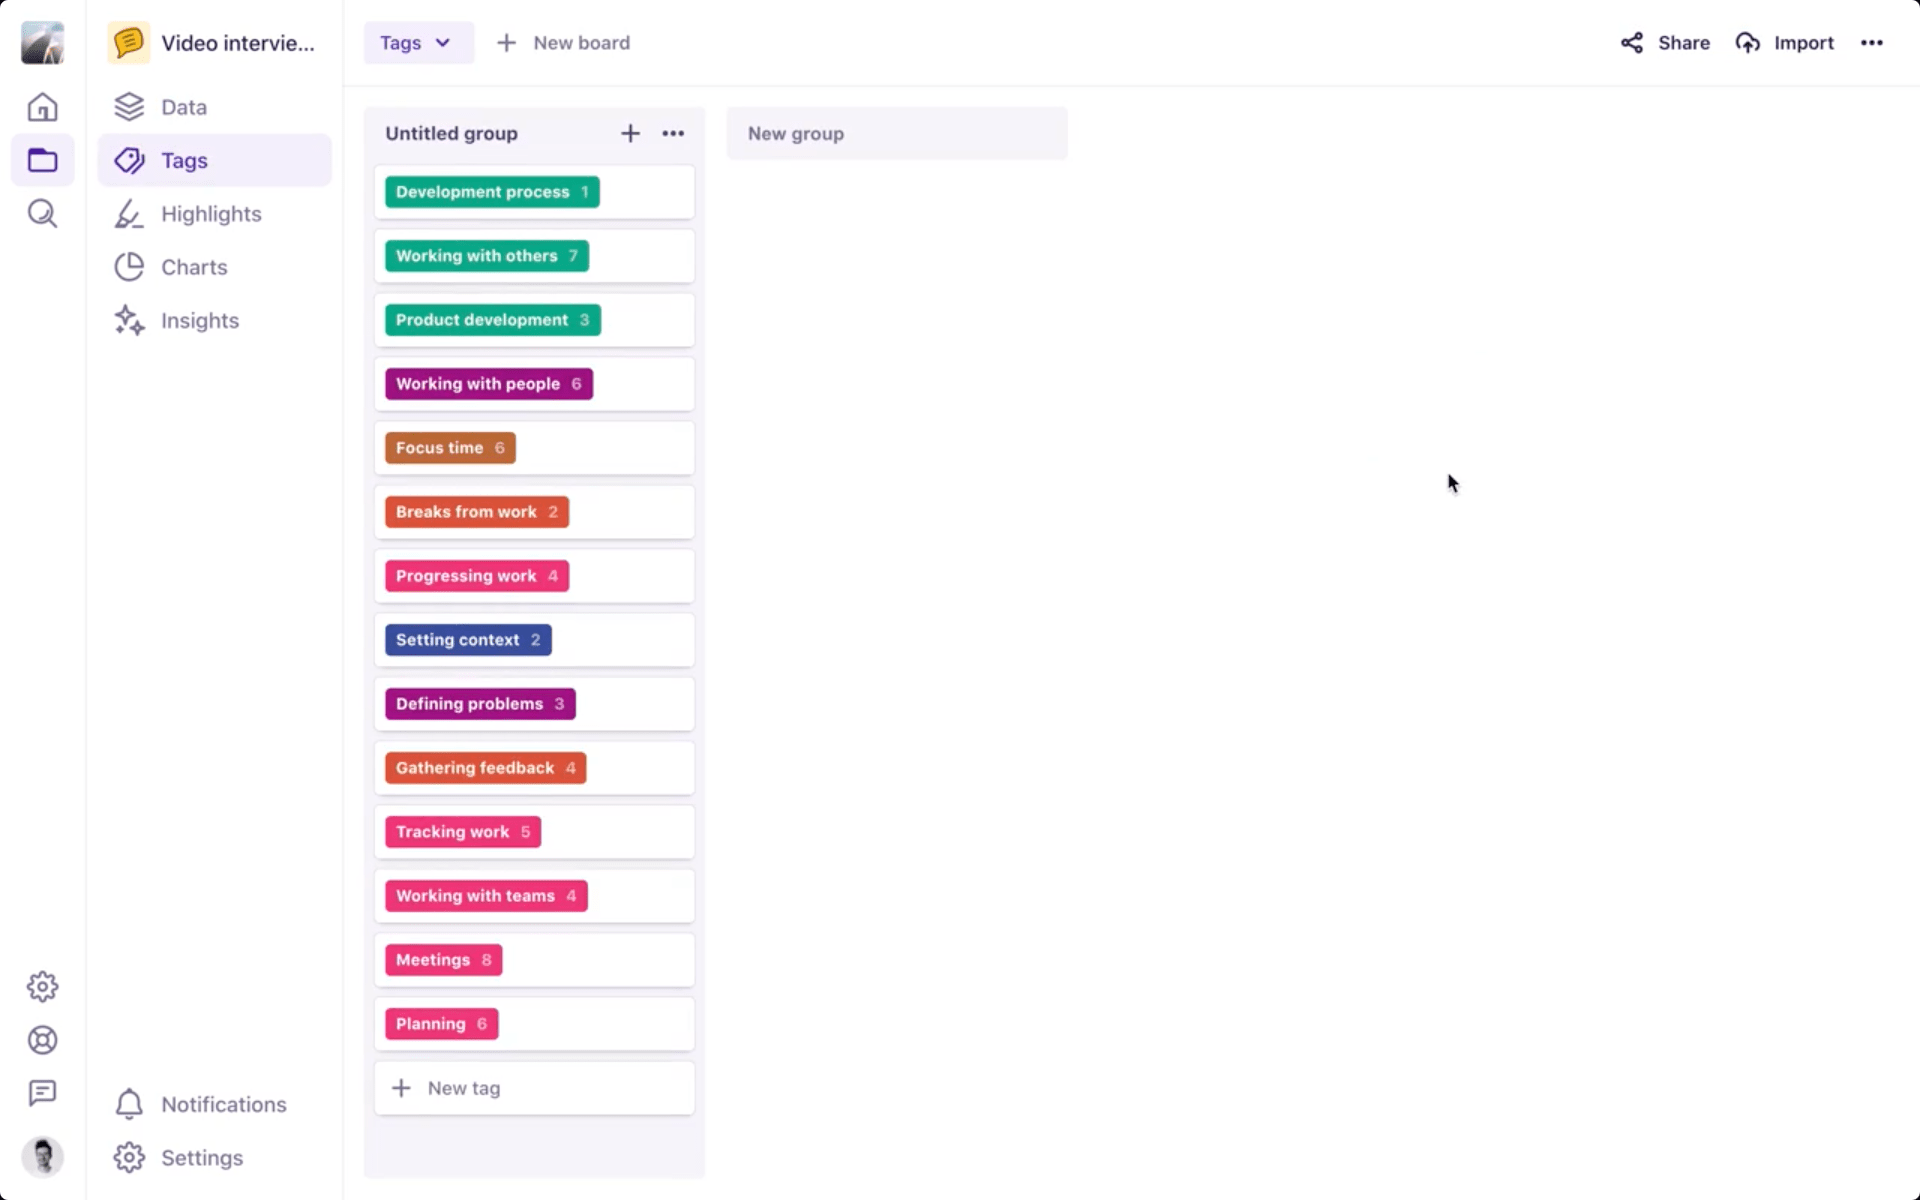 Video intervie...
Data
Tags
Highlights
Charts
Insights
Notifications
Settings
Tags
New board
Share
Import
Untitled group
Development process 1
Working with others 7
Product development 3
Working with people 6
Focus time 6
Breaks from work 2
Progressing work 4
Setting context 2
Defining problems 3
Gathering feedback 4
Tracking work 5
Working with teams 4
Meetings 8
Planning 6
New tag
New group